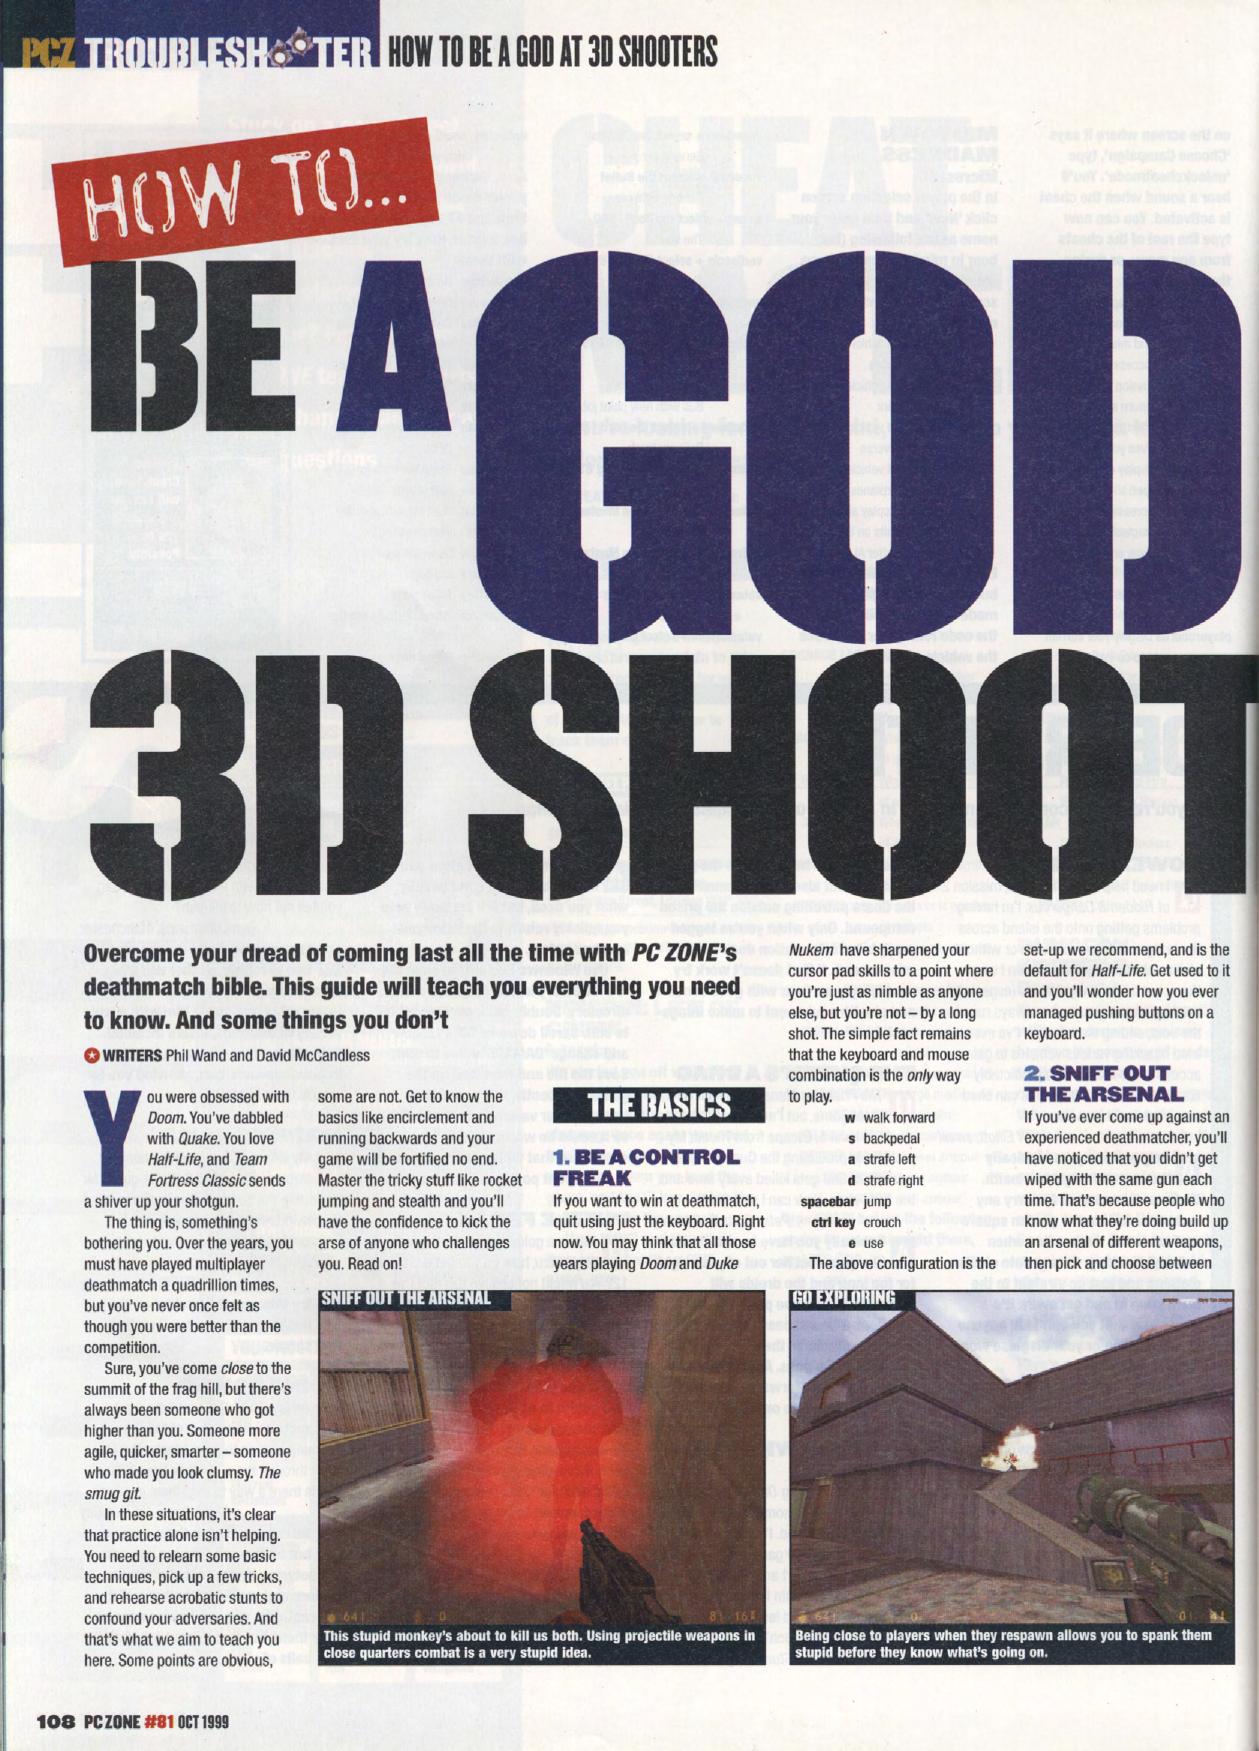 PCZ TROUBLESHOOTER HOW TO BE A GOD AT 3D SHOOTERS
HOW TO...
BE A GOD
3D SHOOT
Overcome your dread of coming last all the time with PC ZONE's
deathmatch bible. This guide will teach you everything you need
to know. And some things you don't
WRITERS Phil Wand and David McCandless
You were obsessed with
Doom. You've dabbled
with Quake. You love
Half-Life, and Team
Fortress Classic sends
a shiver up your shotgun.
The thing is, something's
bothering you. Over the years, you
must have played multiplayer
deathmatch a quadrillion times,
but you've never once felt as
though you were better than the
competition.
Sure, you've come close to the
summit of the frag hill, but there's
always been someone who got
higher than you. Someone more
agile, quicker, smarter – someone
who made you look clumsy. The
smug git.
In these situations, it's clear
that practice alone isn't helping.
You need to relearn some basic
techniques, pick up a few tricks,
and rehearse acrobatic stunts to
confound your adversaries. And
that's what we aim to teach you
here. Some points are obvious,
some are not. Get to know the
basics like encirclement and
running backwards and your
game will be fortified no end.
Master the tricky stuff like rocket
jumping and stealth and you'll
have the confidence to kick the
arse of anyone who challenges
you. Read on!
THE BASICS
1. BE A CONTROL
FREAK
If you want to win at deathmatch,
quit using just the keyboard. Right
now. You may think that all those
years playing Doom and Duke
Nukem have sharpened your
cursor pad skills to a point where
you're just as nimble as anyone
else, but you're not – by a long
shot. The simple fact remains
that the keyboard and mouse
combination is the only way
to play.
w walk forward
s backpedal
a strafe left
d strafe right
spacebar jump
ctrl key crouch
e use
The above configuration is the
set-up we recommend, and is the
default for Half-Life. Get used to it
and you'll wonder how you ever
managed pushing buttons on a
keyboard.
2. SNIFF OUT
THE ARSENAL
If you've ever come up against an
experienced deathmatcher, you'll
have noticed that you didn't get
wiped with the same gun each
time. That's because people who
know what they're doing build up
an arsenal of different weapons,
then pick and choose between
SNIFF OUT THE ARSENAL
This stupid monkey's about to kill us both. Using projectile weapons in
close quarters combat is a very stupid idea.
GO EXPLORING
Being close to players when they respawn allows you to spank them
stupid before they know what's going on.
108 PC ZONE #81 OCT 1999